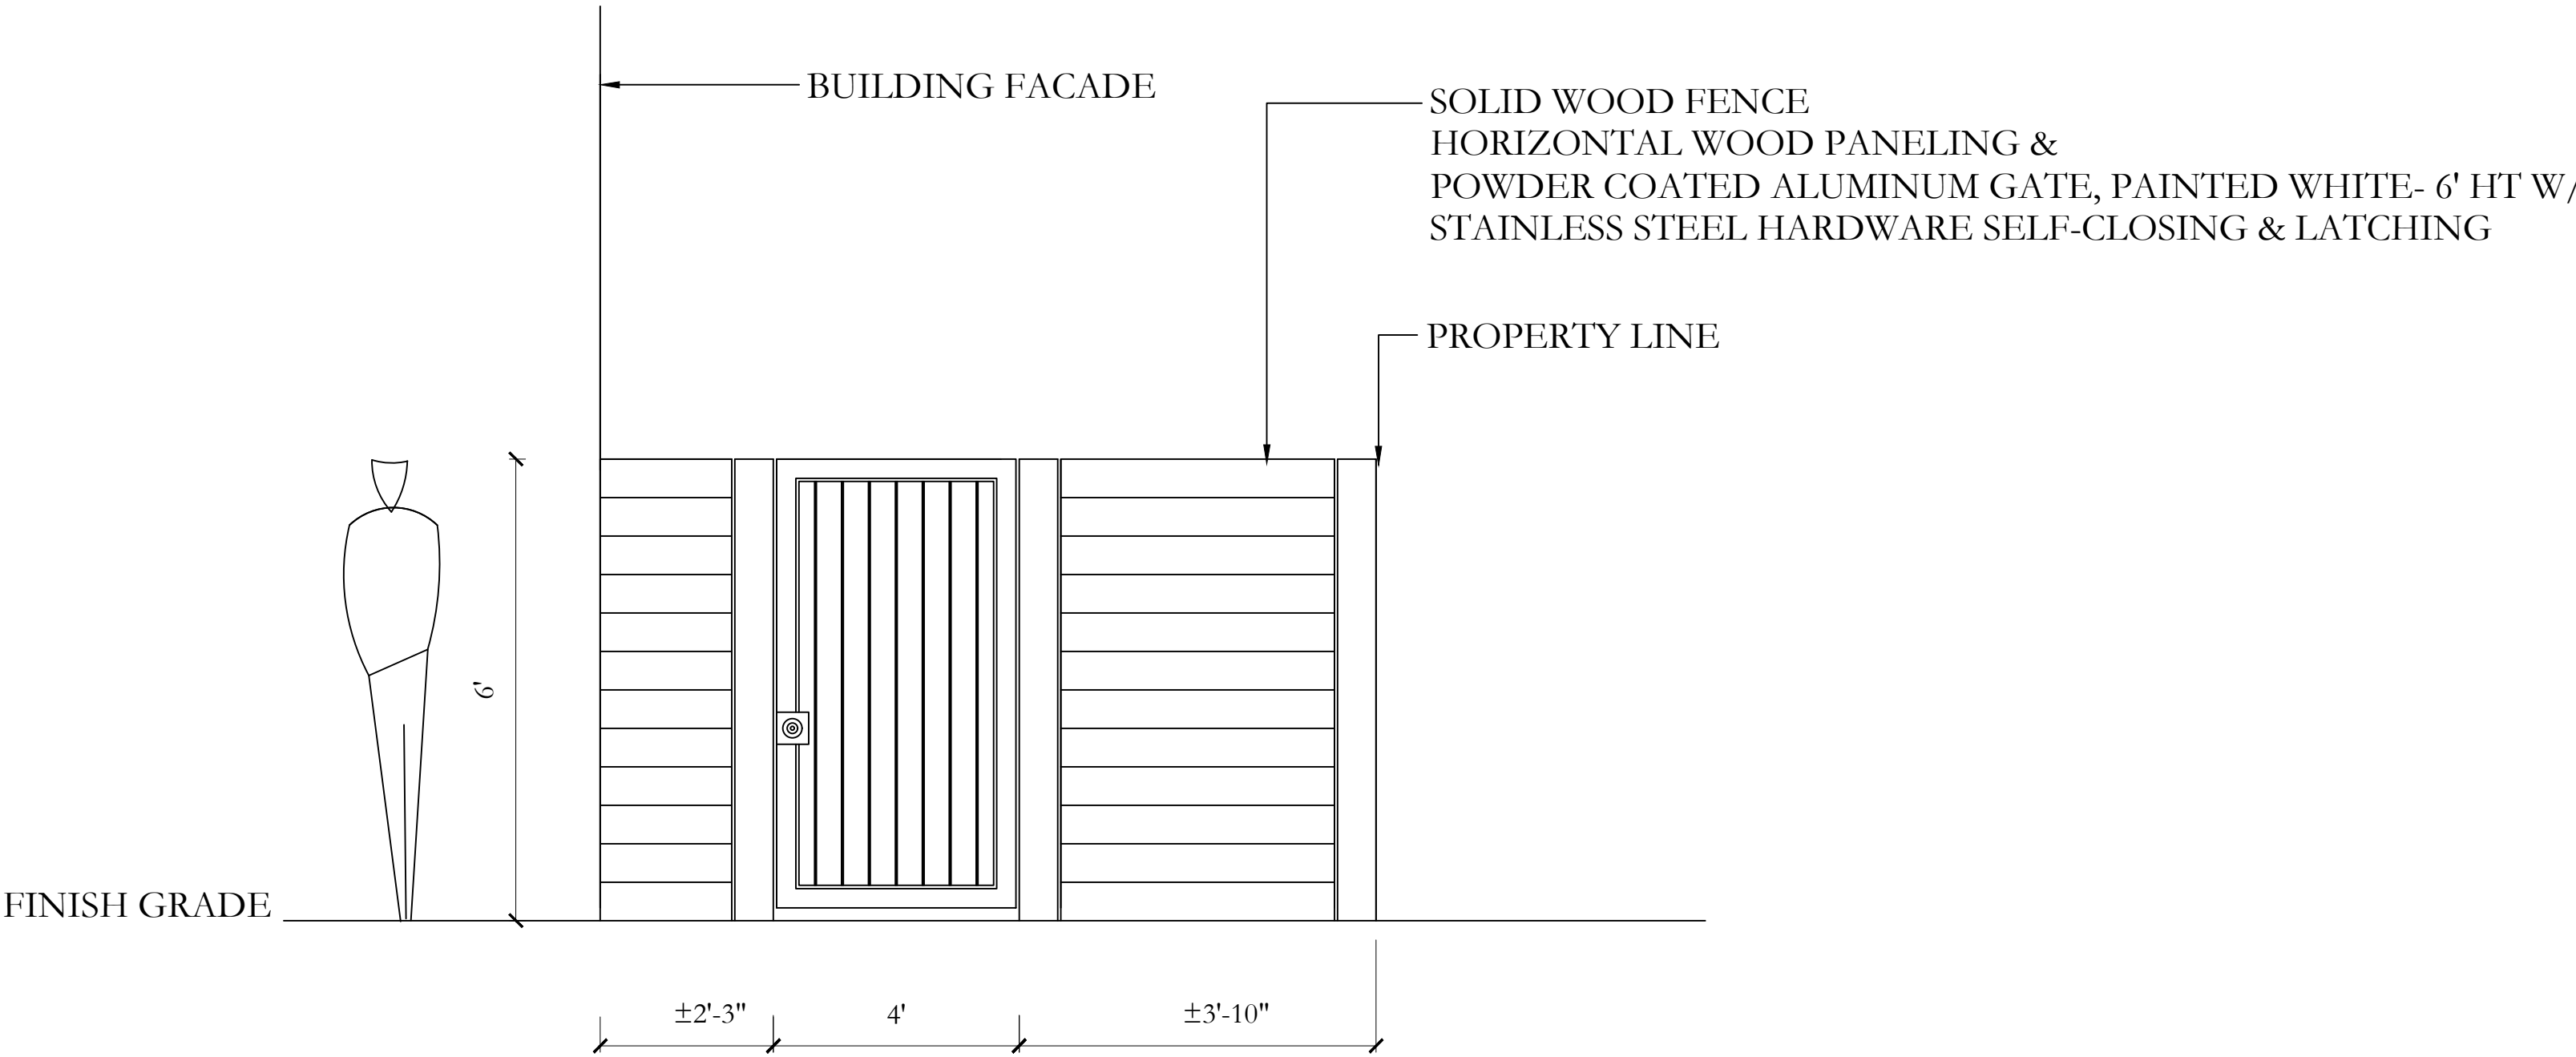 BUILDING FACADE
SOLID WOOD FENCE
HORIZONTAL WOOD PANELING &
POWDER COATED ALUMINUM GATE, PAINTED WHITE- 6' HT W/
STAINLESS STEEL HARDWARE SELF-CLOSING & LATCHING
PROPERTY LINE
6'
FINISH GRADE
±2'-3"
4'
±3'-10"